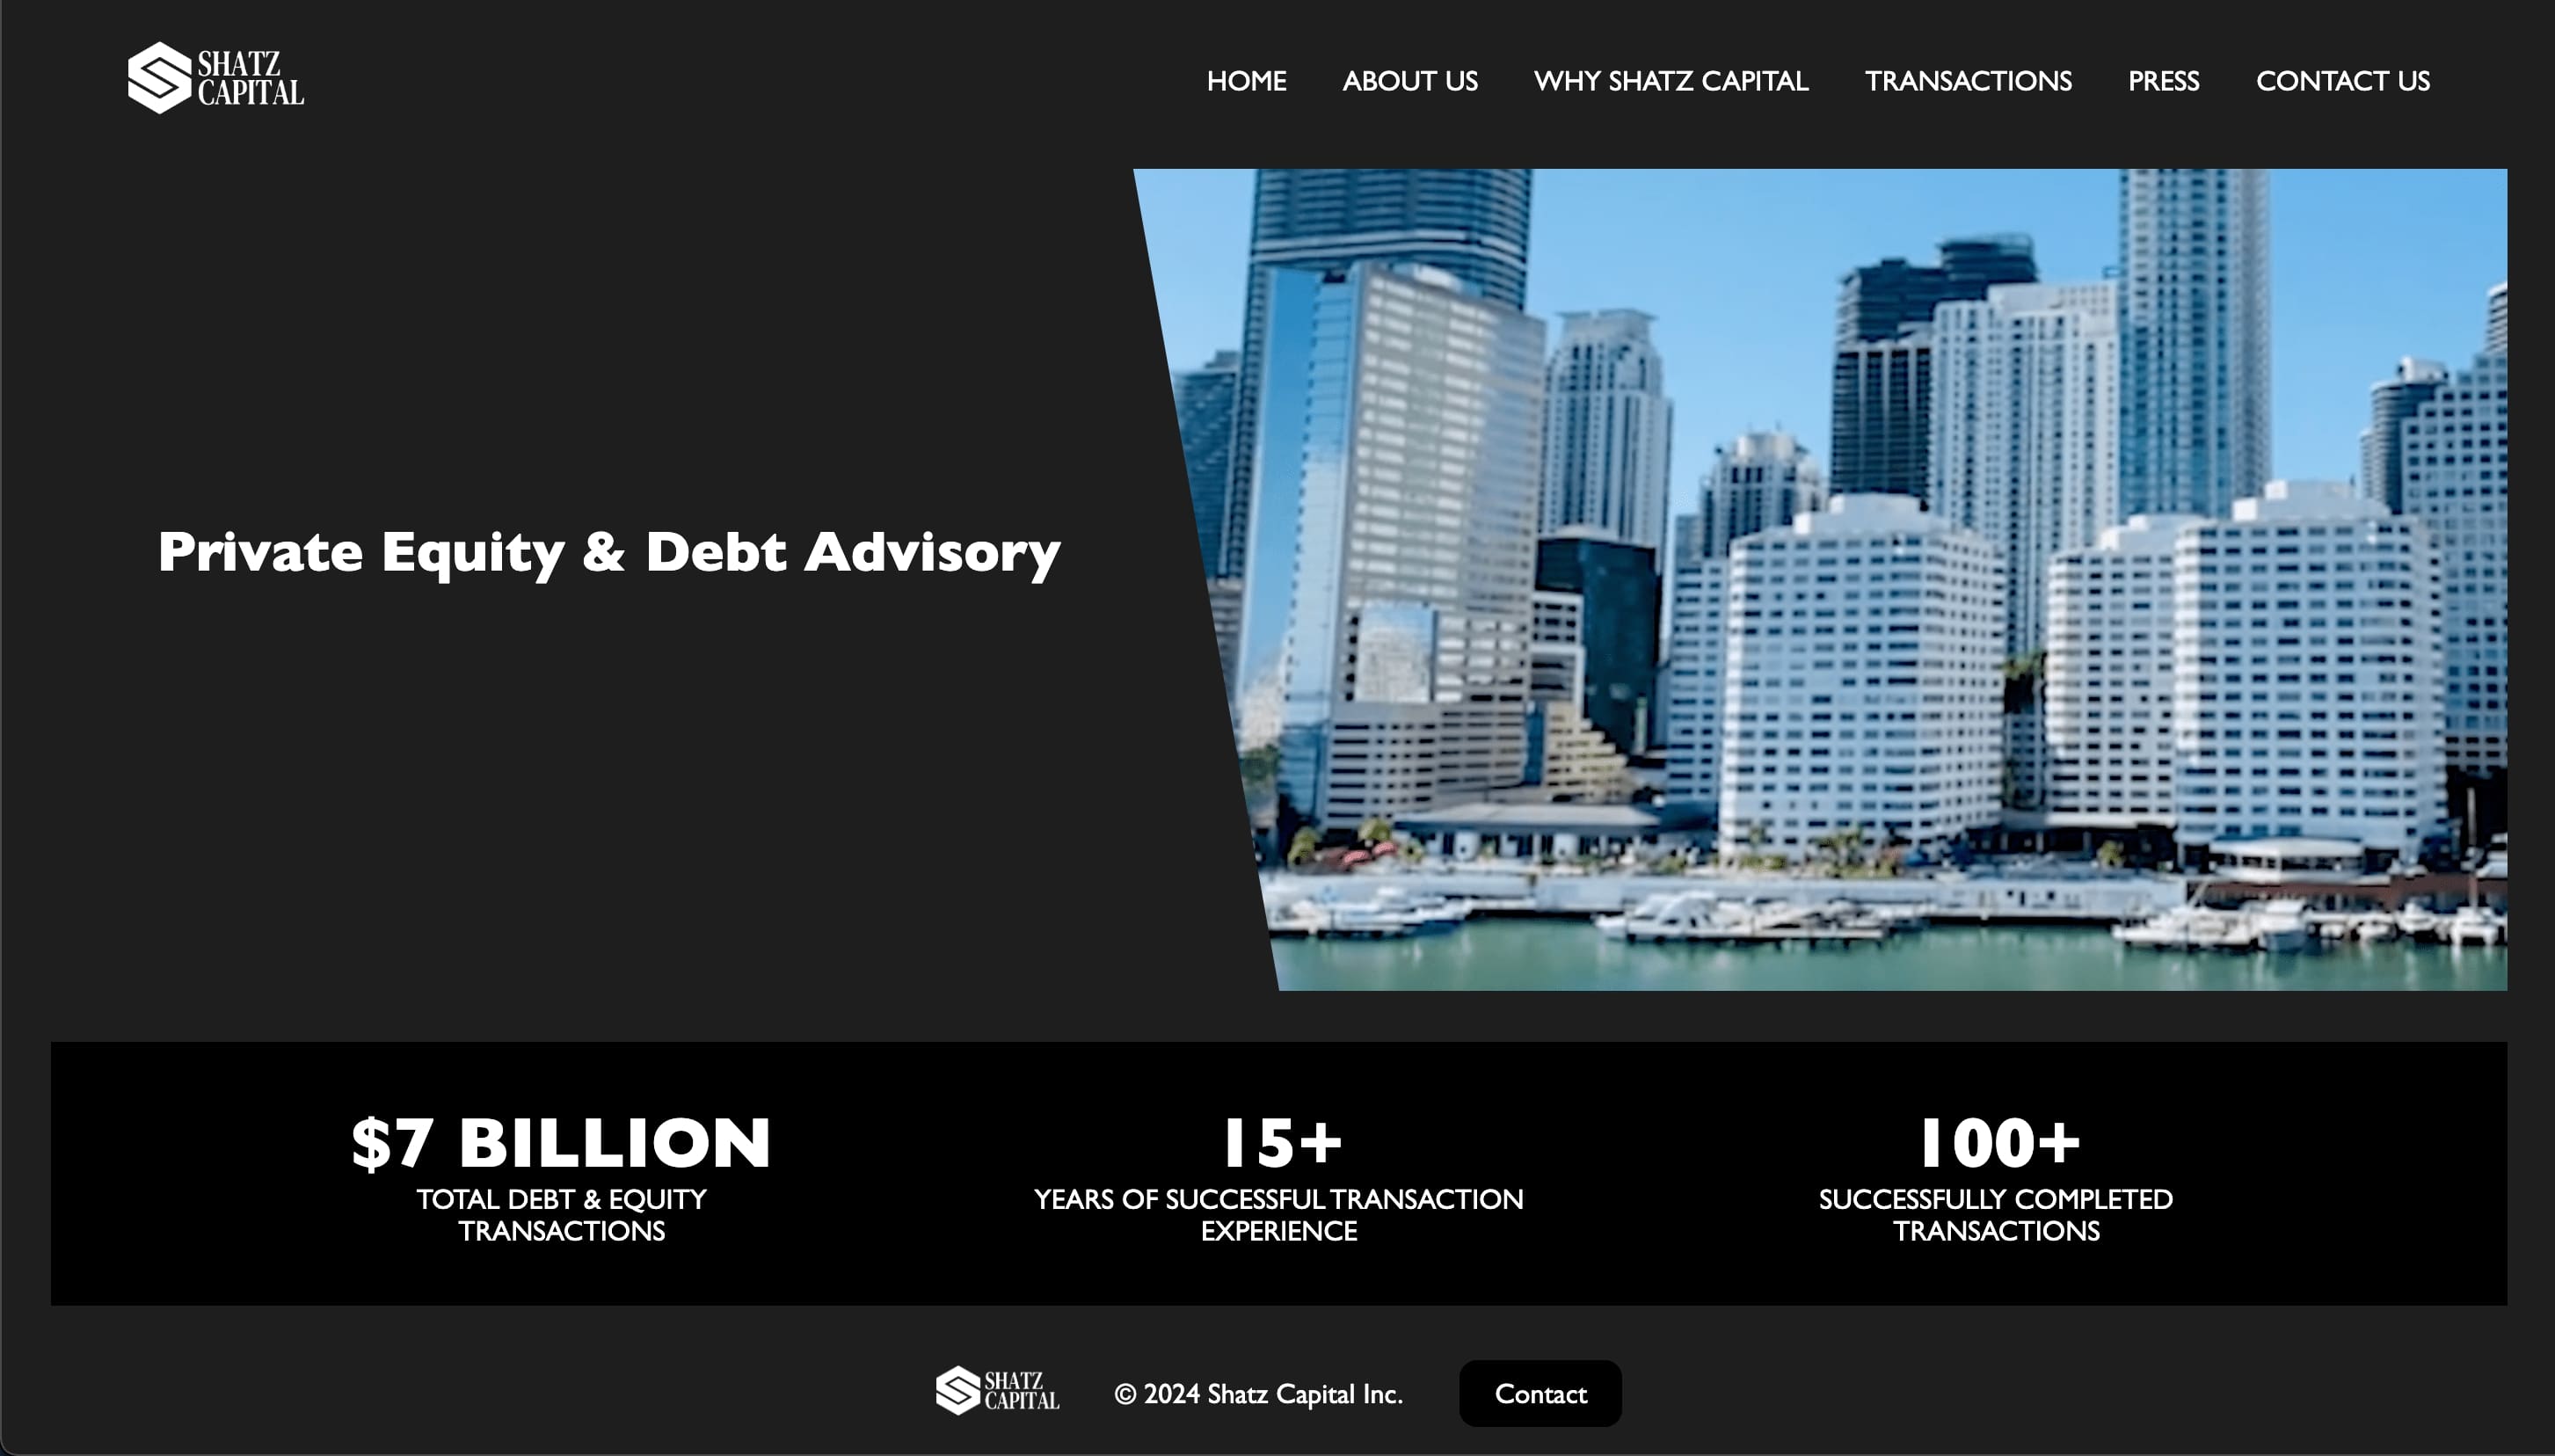 SHATZ
CAPITAL
HOME ABOUT US WHY SHATZ CAPITAL TRANSACTIONS PRESS CONTACT US
Private Equity & Debt Advisory
$7 BILLION
TOTAL DEBT & EQUITY
TRANSACTIONS
15+
YEARS OF SUCCESSFUL TRANSACTION
EXPERIENCE
100+
SUCCESSFULLY COMPLETED
TRANSACTIONS
SHATZ
CAPITAL
© 2024 Shatz Capital Inc.
Contact